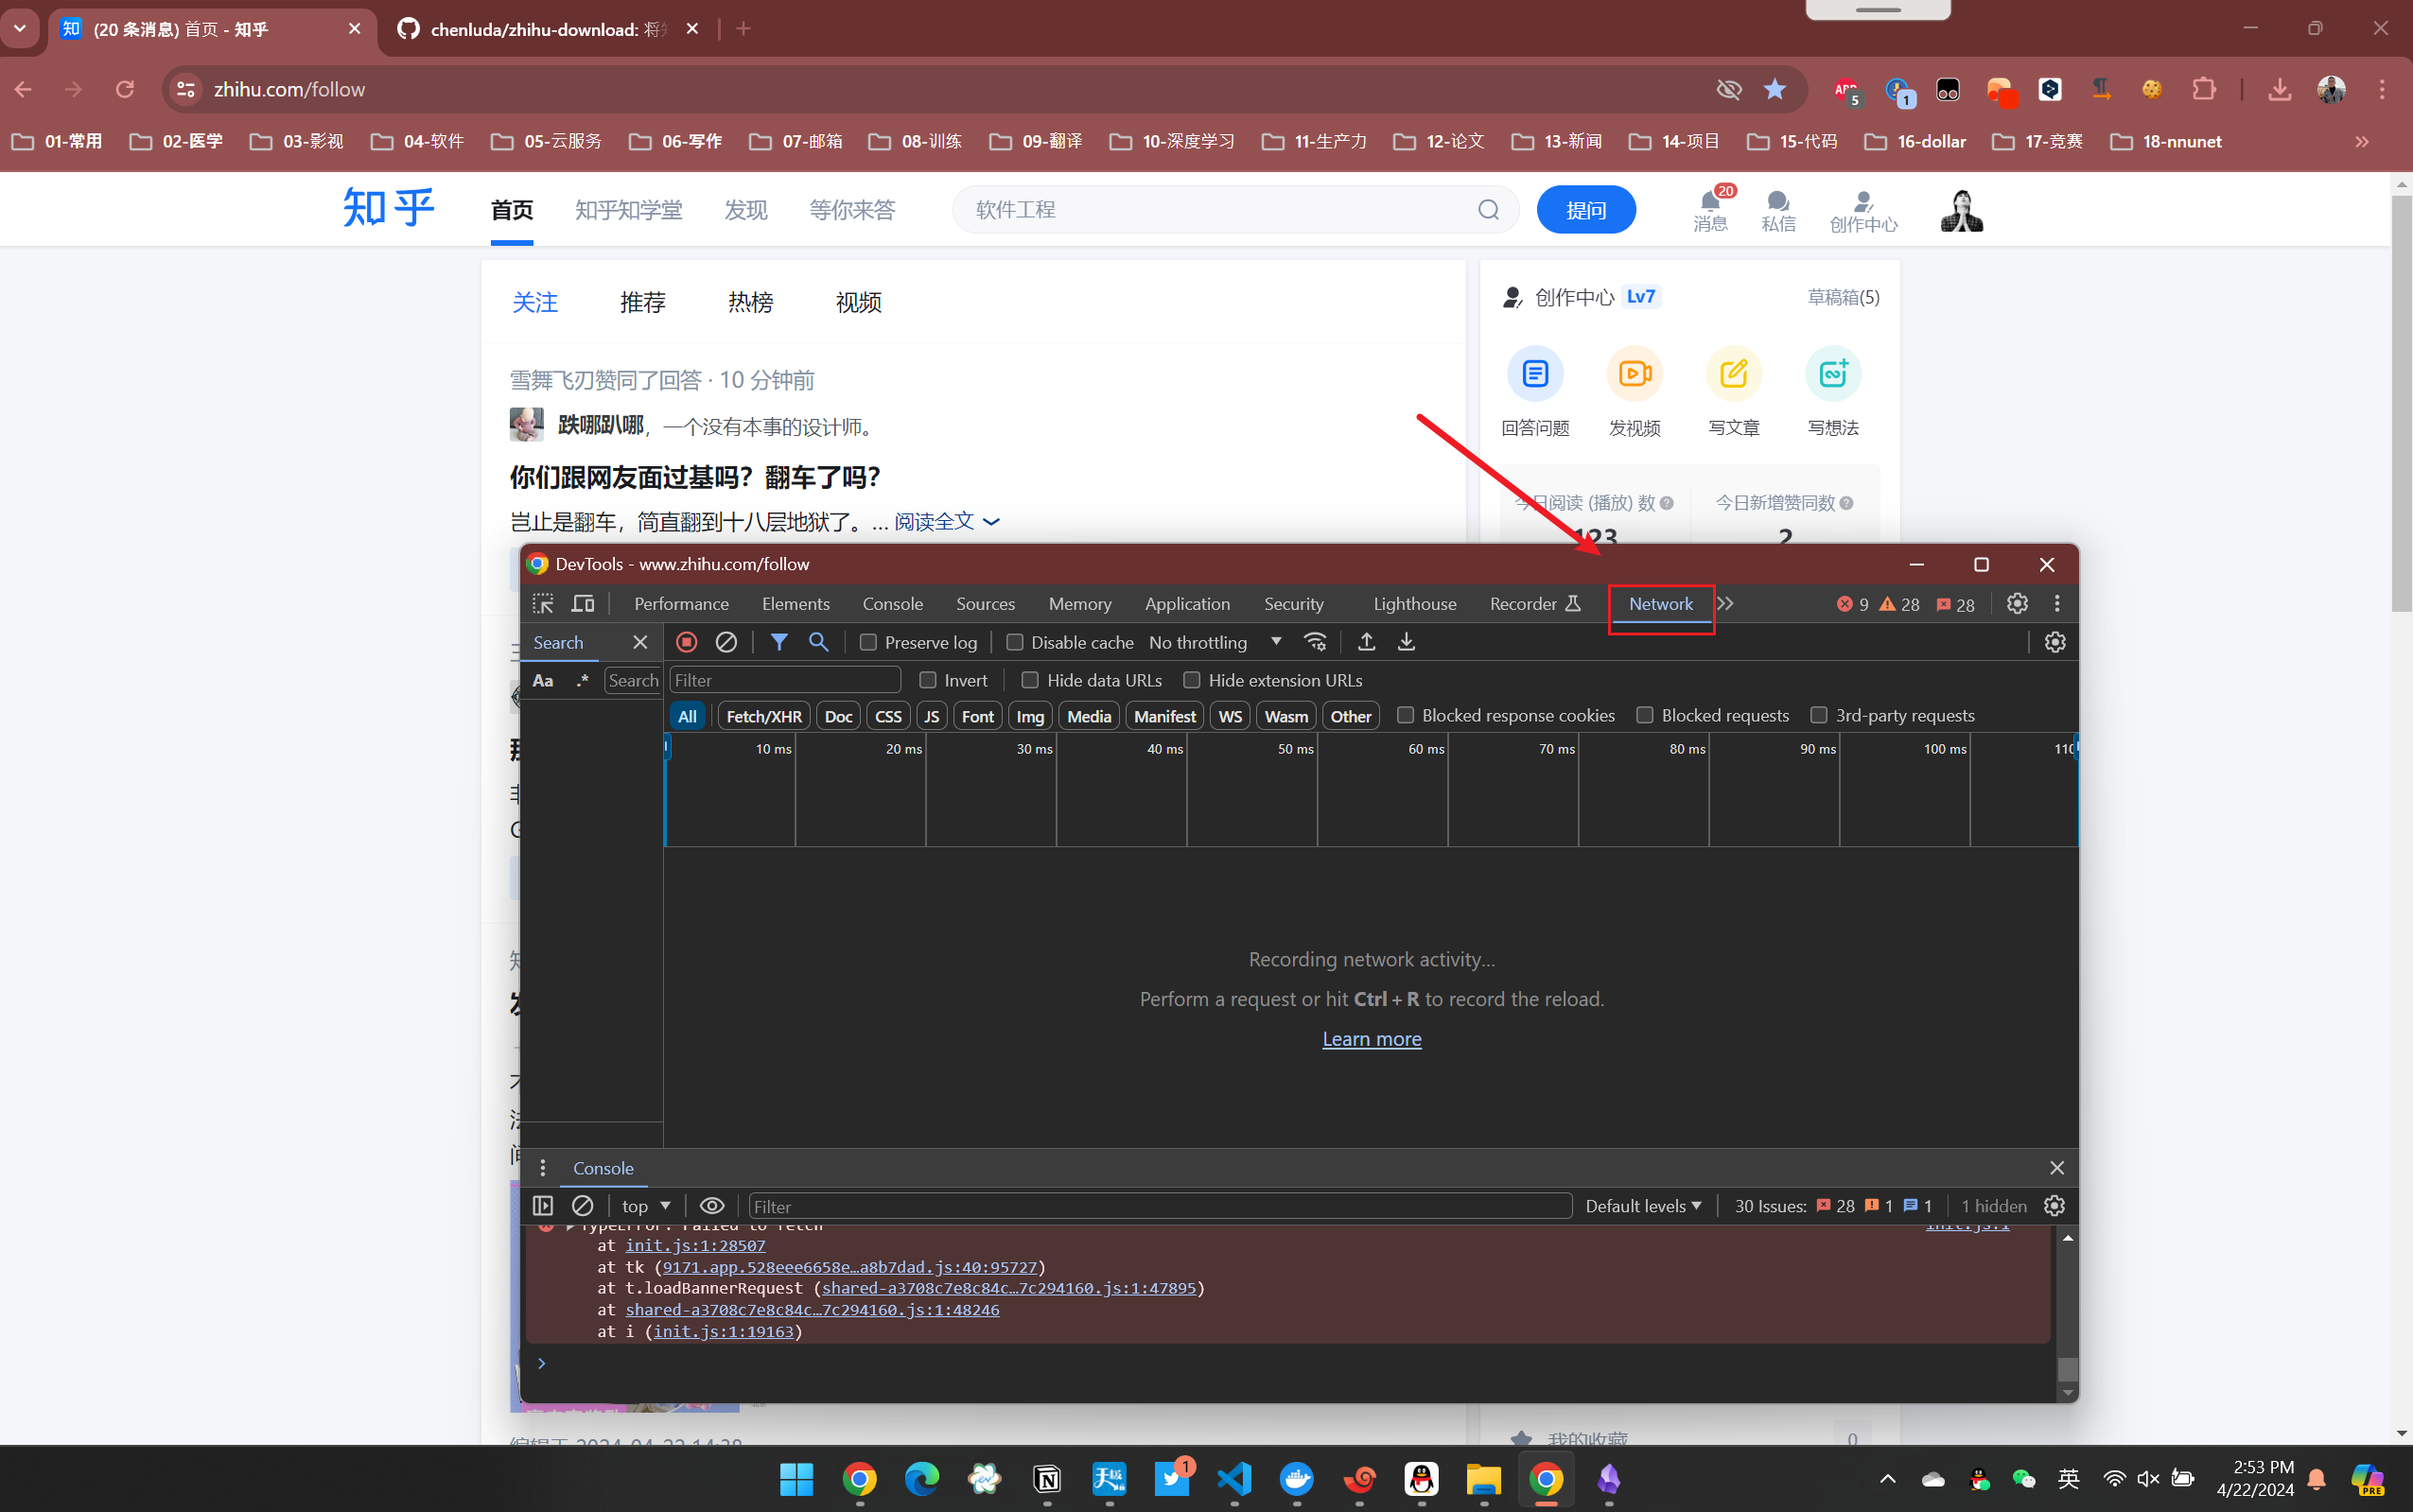 (20 条消息) 首页 - 知乎
chenluda/zhihu-download: 将
zhihu.com/follow
5
1
01-常用
02-医学
03-影视
04-软件
05-云服务
06-写作
07-邮箱
08-训练
09-翻译
10-深度学习
11-生产力
12-论文
13-新闻
14-项目
15-代码
16-dollar
17-竞赛
18-nnunet
知乎
首页
知乎知学堂
发现
等你来答
软件工程
提问
20
消息
私信
创作中心
关注
推荐
热榜
视频
雪舞飞刃赞同了回答 · 10 分钟前
跌哪趴哪，一个没有本事的设计师。
你们跟网友面过基吗？翻车了吗？
岂止是翻车，简直翻到十八层地狱了。... 阅读全文
创作中心 Lv7
草稿箱(5)
回答问题
发视频
写文章
写想法
今日阅读 (播放) 数
今日新增赞同数
123
2
DevTools - www.zhihu.com/follow
Performance
Elements
Console
Sources
Memory
Application
Security
Lighthouse
Recorder
Network
9
28
28
Search
Preserve log
Disable cache
No throttling
Aa
.*
Search
Filter
Invert
Hide data URLs
Hide extension URLs
All
Fetch/XHR
Doc
CSS
JS
Font
Img
Media
Manifest
WS
Wasm
Other
Blocked response cookies
Blocked requests
3rd-party requests
10 ms
20 ms
30 ms
40 ms
50 ms
60 ms
70 ms
80 ms
90 ms
100 ms
110
Recording network activity...
Perform a request or hit Ctrl + R to record the reload.
Learn more
Console
top
Filter
Default levels
30 Issues: 28 1 1
1 hidden
TypeError: Failed to fetch
init.js:1
at init.js:1:28507
at tk (9171.app.528eee6658e…a8b7dad.js:40:95727)
at t.loadBannerRequest (shared-a3708c7e8c84c…7c294160.js:1:47895)
at shared-a3708c7e8c84c…7c294160.js:1:48246
at i (init.js:1:19163)
编辑于 2024-04-22 14:38
我的收藏
0
1
英
2:53 PM
4/22/2024
PRE